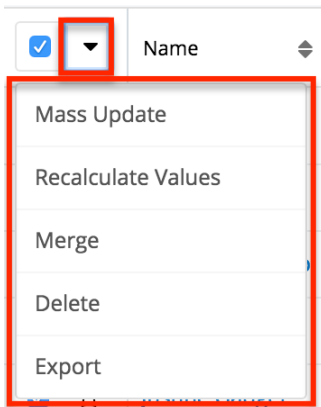 Name
Mass Update
Recalculate Values
Merge
Delete
Export